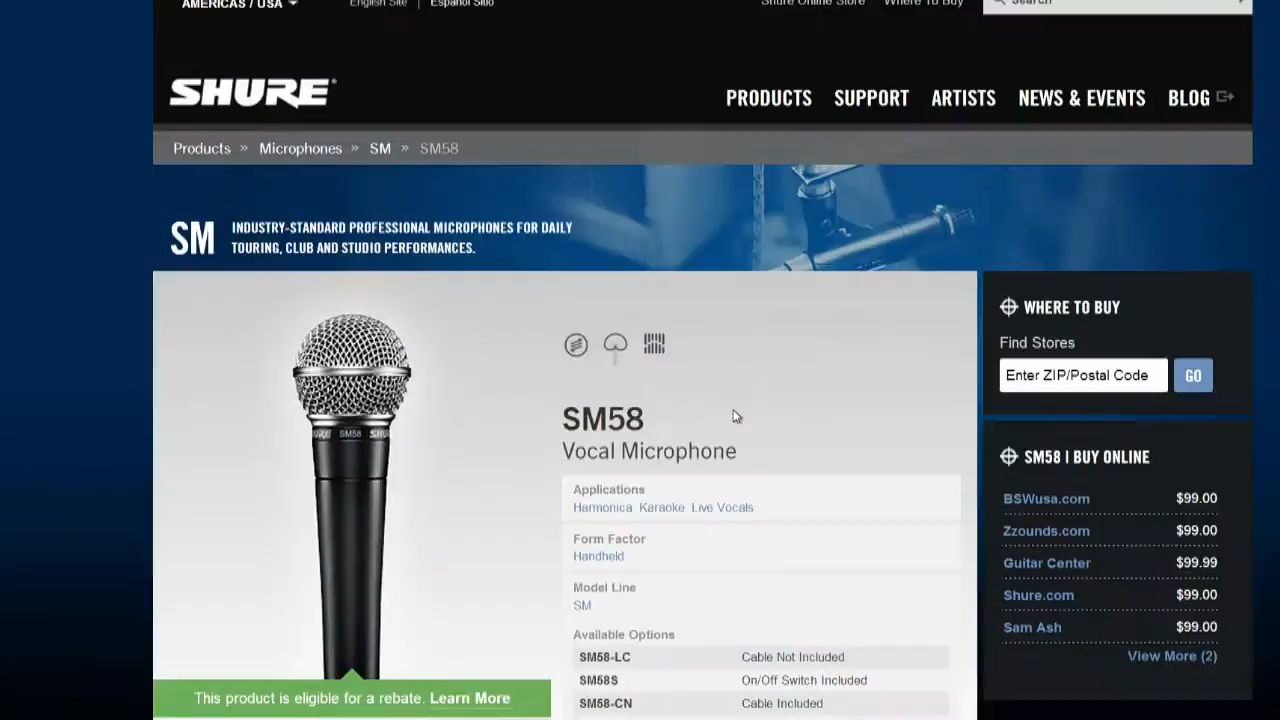 AMERICAS / USA
English Site | Español Sitio
Shure Online Store Where To Buy
Search
SHURE
PRODUCTS SUPPORT ARTISTS NEWS & EVENTS BLOG
Products » Microphones » SM » SM58
SM
INDUSTRY-STANDARD PROFESSIONAL MICROPHONES FOR DAILY
TOURING, CLUB AND STUDIO PERFORMANCES.
SM58
SM58
Vocal Microphone
Applications
Harmonica Karaoke Live Vocals
Form Factor
Handheld
Model Line
SM
Available Options
SM58-LC Cable Not Included
SM58S On/Off Switch Included
SM58-CN Cable Included
This product is eligible for a rebate. Learn More
WHERE TO BUY
Find Stores
Enter ZIP/Postal Code GO
SM58 | BUY ONLINE
BSWusa.com $99.00
Zzounds.com $99.00
Guitar Center $99.99
Shure.com $99.00
Sam Ash $99.00
View More (2)